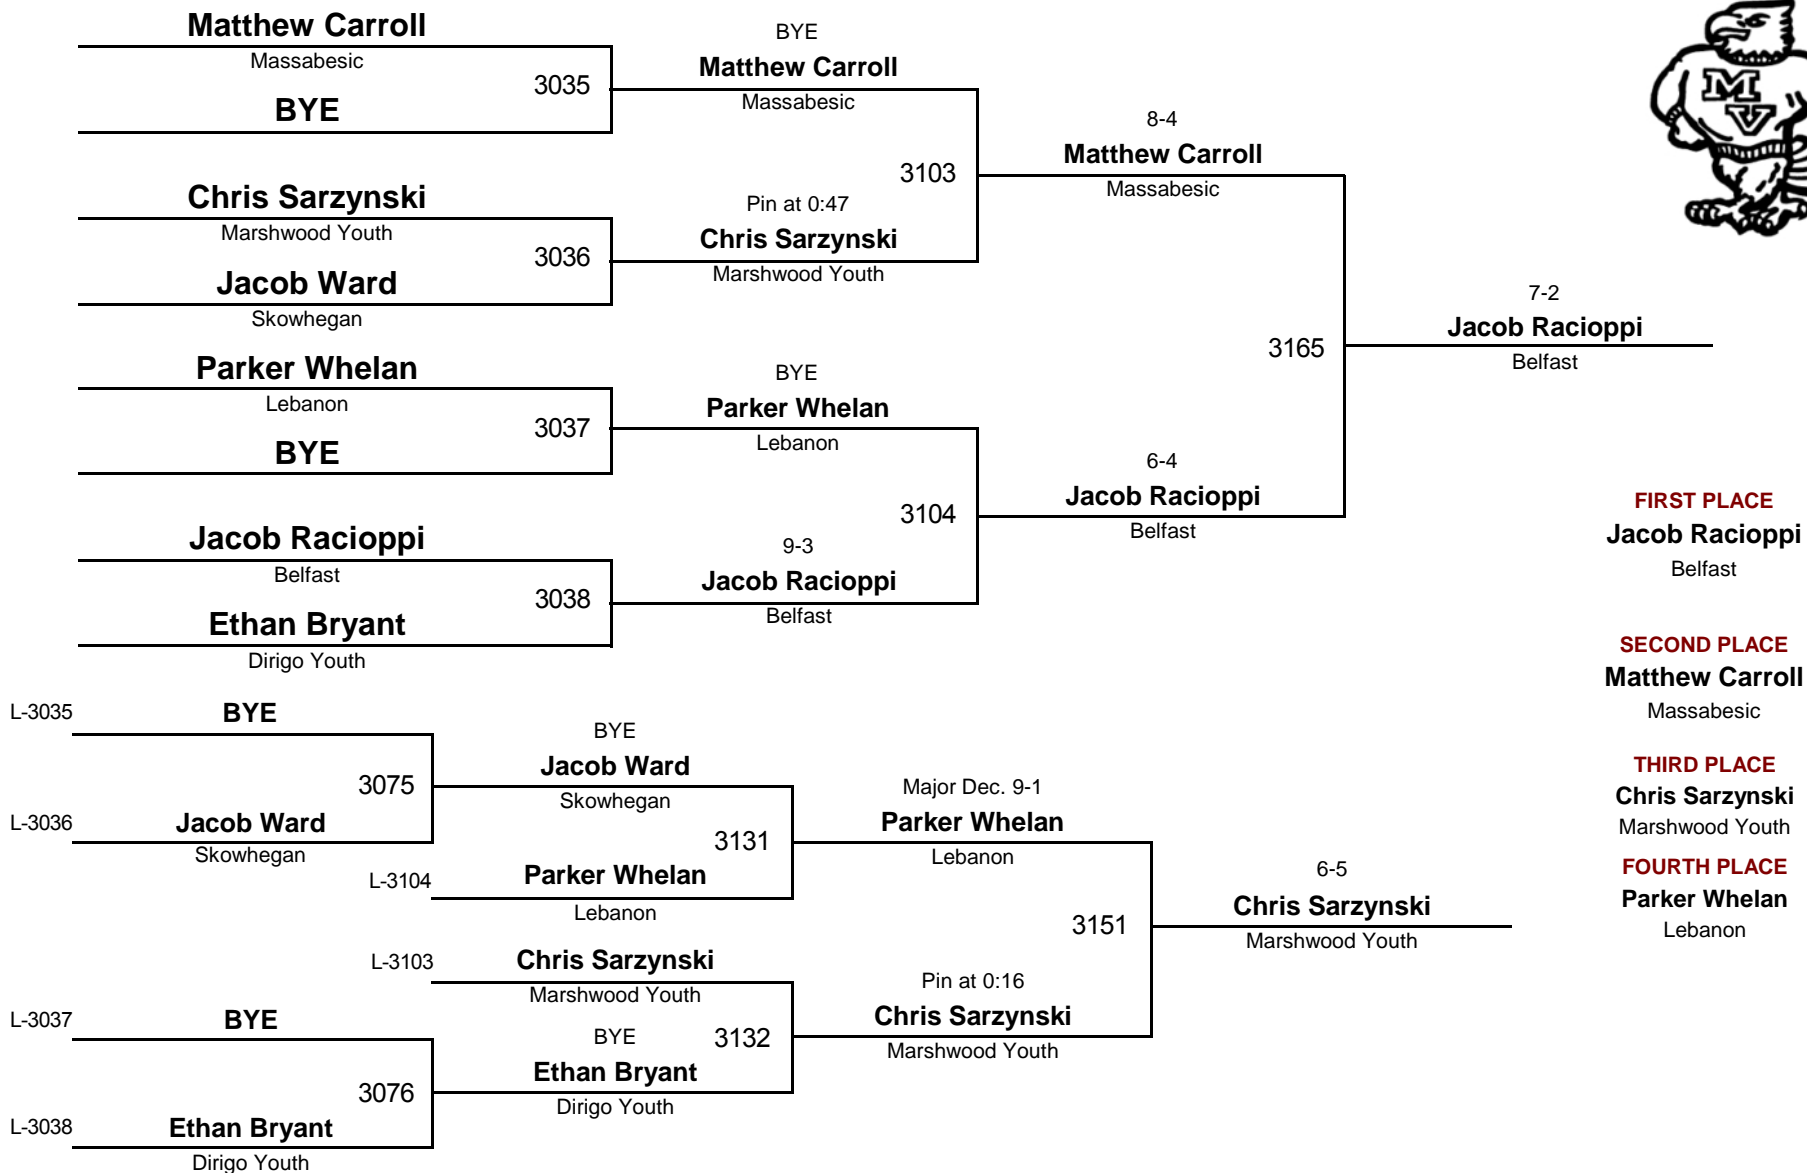 Matthew Carroll
Massabesic
3035
BYE
Chris Sarzynski
Marshwood Youth
3036
Jacob Ward
Skowhegan
Parker Whelan
Lebanon
3037
BYE
Jacob Racioppi
Belfast
3038
Ethan Bryant
Dirigo Youth
BYE
Matthew Carroll
Massabesic
3103
Pin at 0:47
Chris Sarzynski
Marshwood Youth
BYE
Parker Whelan
Lebanon
3104
9-3
Jacob Racioppi
Belfast
8-4
Matthew Carroll
Massabesic
3165
6-4
Jacob Racioppi
Belfast
7-2
Jacob Racioppi
Belfast
M
V
FIRST PLACE
Jacob Racioppi
Belfast
SECOND PLACE
Matthew Carroll
Massabesic
THIRD PLACE
Chris Sarzynski
Marshwood Youth
FOURTH PLACE
Parker Whelan
Lebanon
L-3035
BYE
3075
L-3036
Jacob Ward
Skowhegan
BYE
Jacob Ward
Skowhegan
3131
L-3104
Parker Whelan
Lebanon
L-3103
Chris Sarzynski
Marshwood Youth
3132
L-3037
BYE
3076
L-3038
Ethan Bryant
Dirigo Youth
BYE
Ethan Bryant
Dirigo Youth
Major Dec. 9-1
Parker Whelan
Lebanon
3151
Pin at 0:16
Chris Sarzynski
Marshwood Youth
6-5
Chris Sarzynski
Marshwood Youth